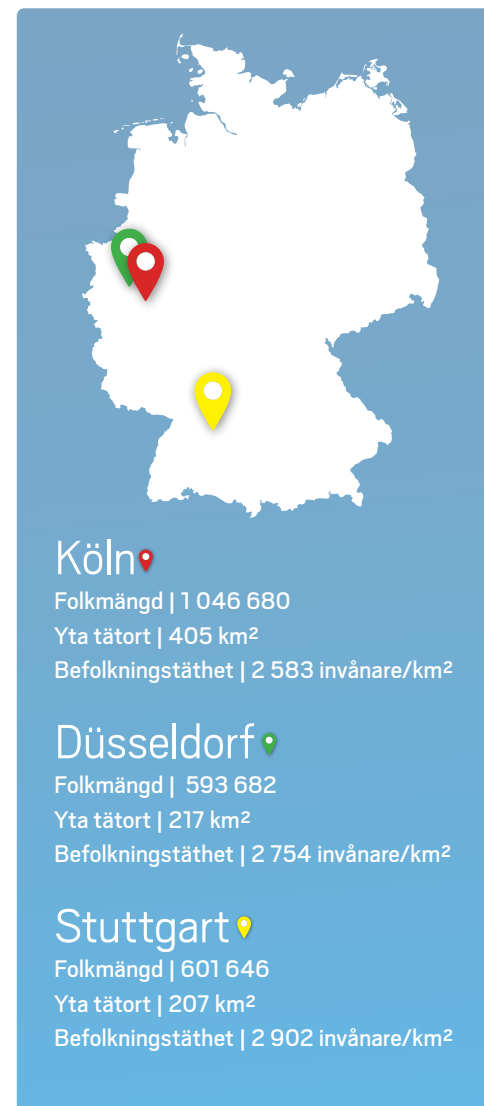 Köln
Folkmängd | 1 046 680
Yta tätort | 405 km²
Befolkningstäthet | 2 583 invånare/km²
Düsseldorf
Folkmängd | 593 682
Yta tätort | 217 km²
Befolkningstäthet | 2 754 invånare/km²
Stuttgart
Folkmängd | 601 646
Yta tätort | 207 km²
Befolkningstäthet | 2 902 invånare/km²